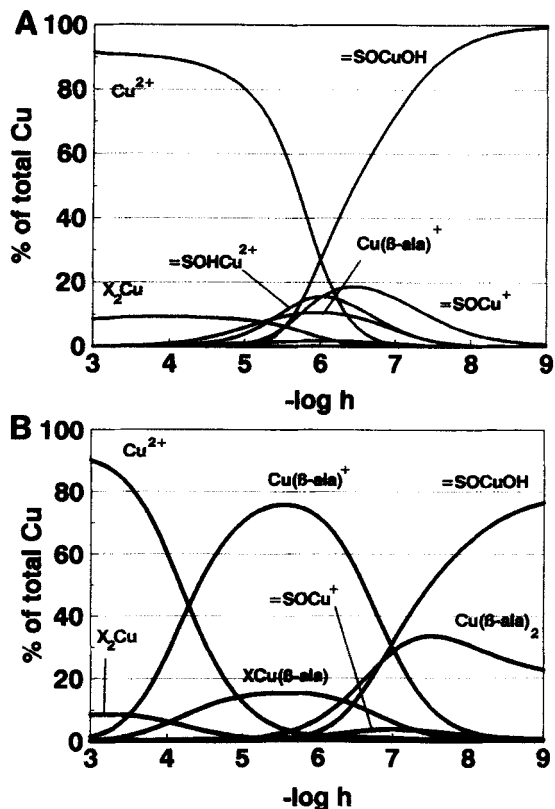 A
100
80
60
40
20
0
% of total Cu
Cu2+
=SOCuOH
Cu(ß-ala)+
=SOHCu2+
X2Cu
=SOCu+
3 4 5 6 7 8 9
-log h
B
100
80
60
40
20
0
% of total Cu
Cu2+
Cu(ß-ala)+
=SOCuOH
=SOCu+
X2Cu
Cu(ß-ala)2
XCu(ß-ala)
3 4 5 6 7 8 9
-log h